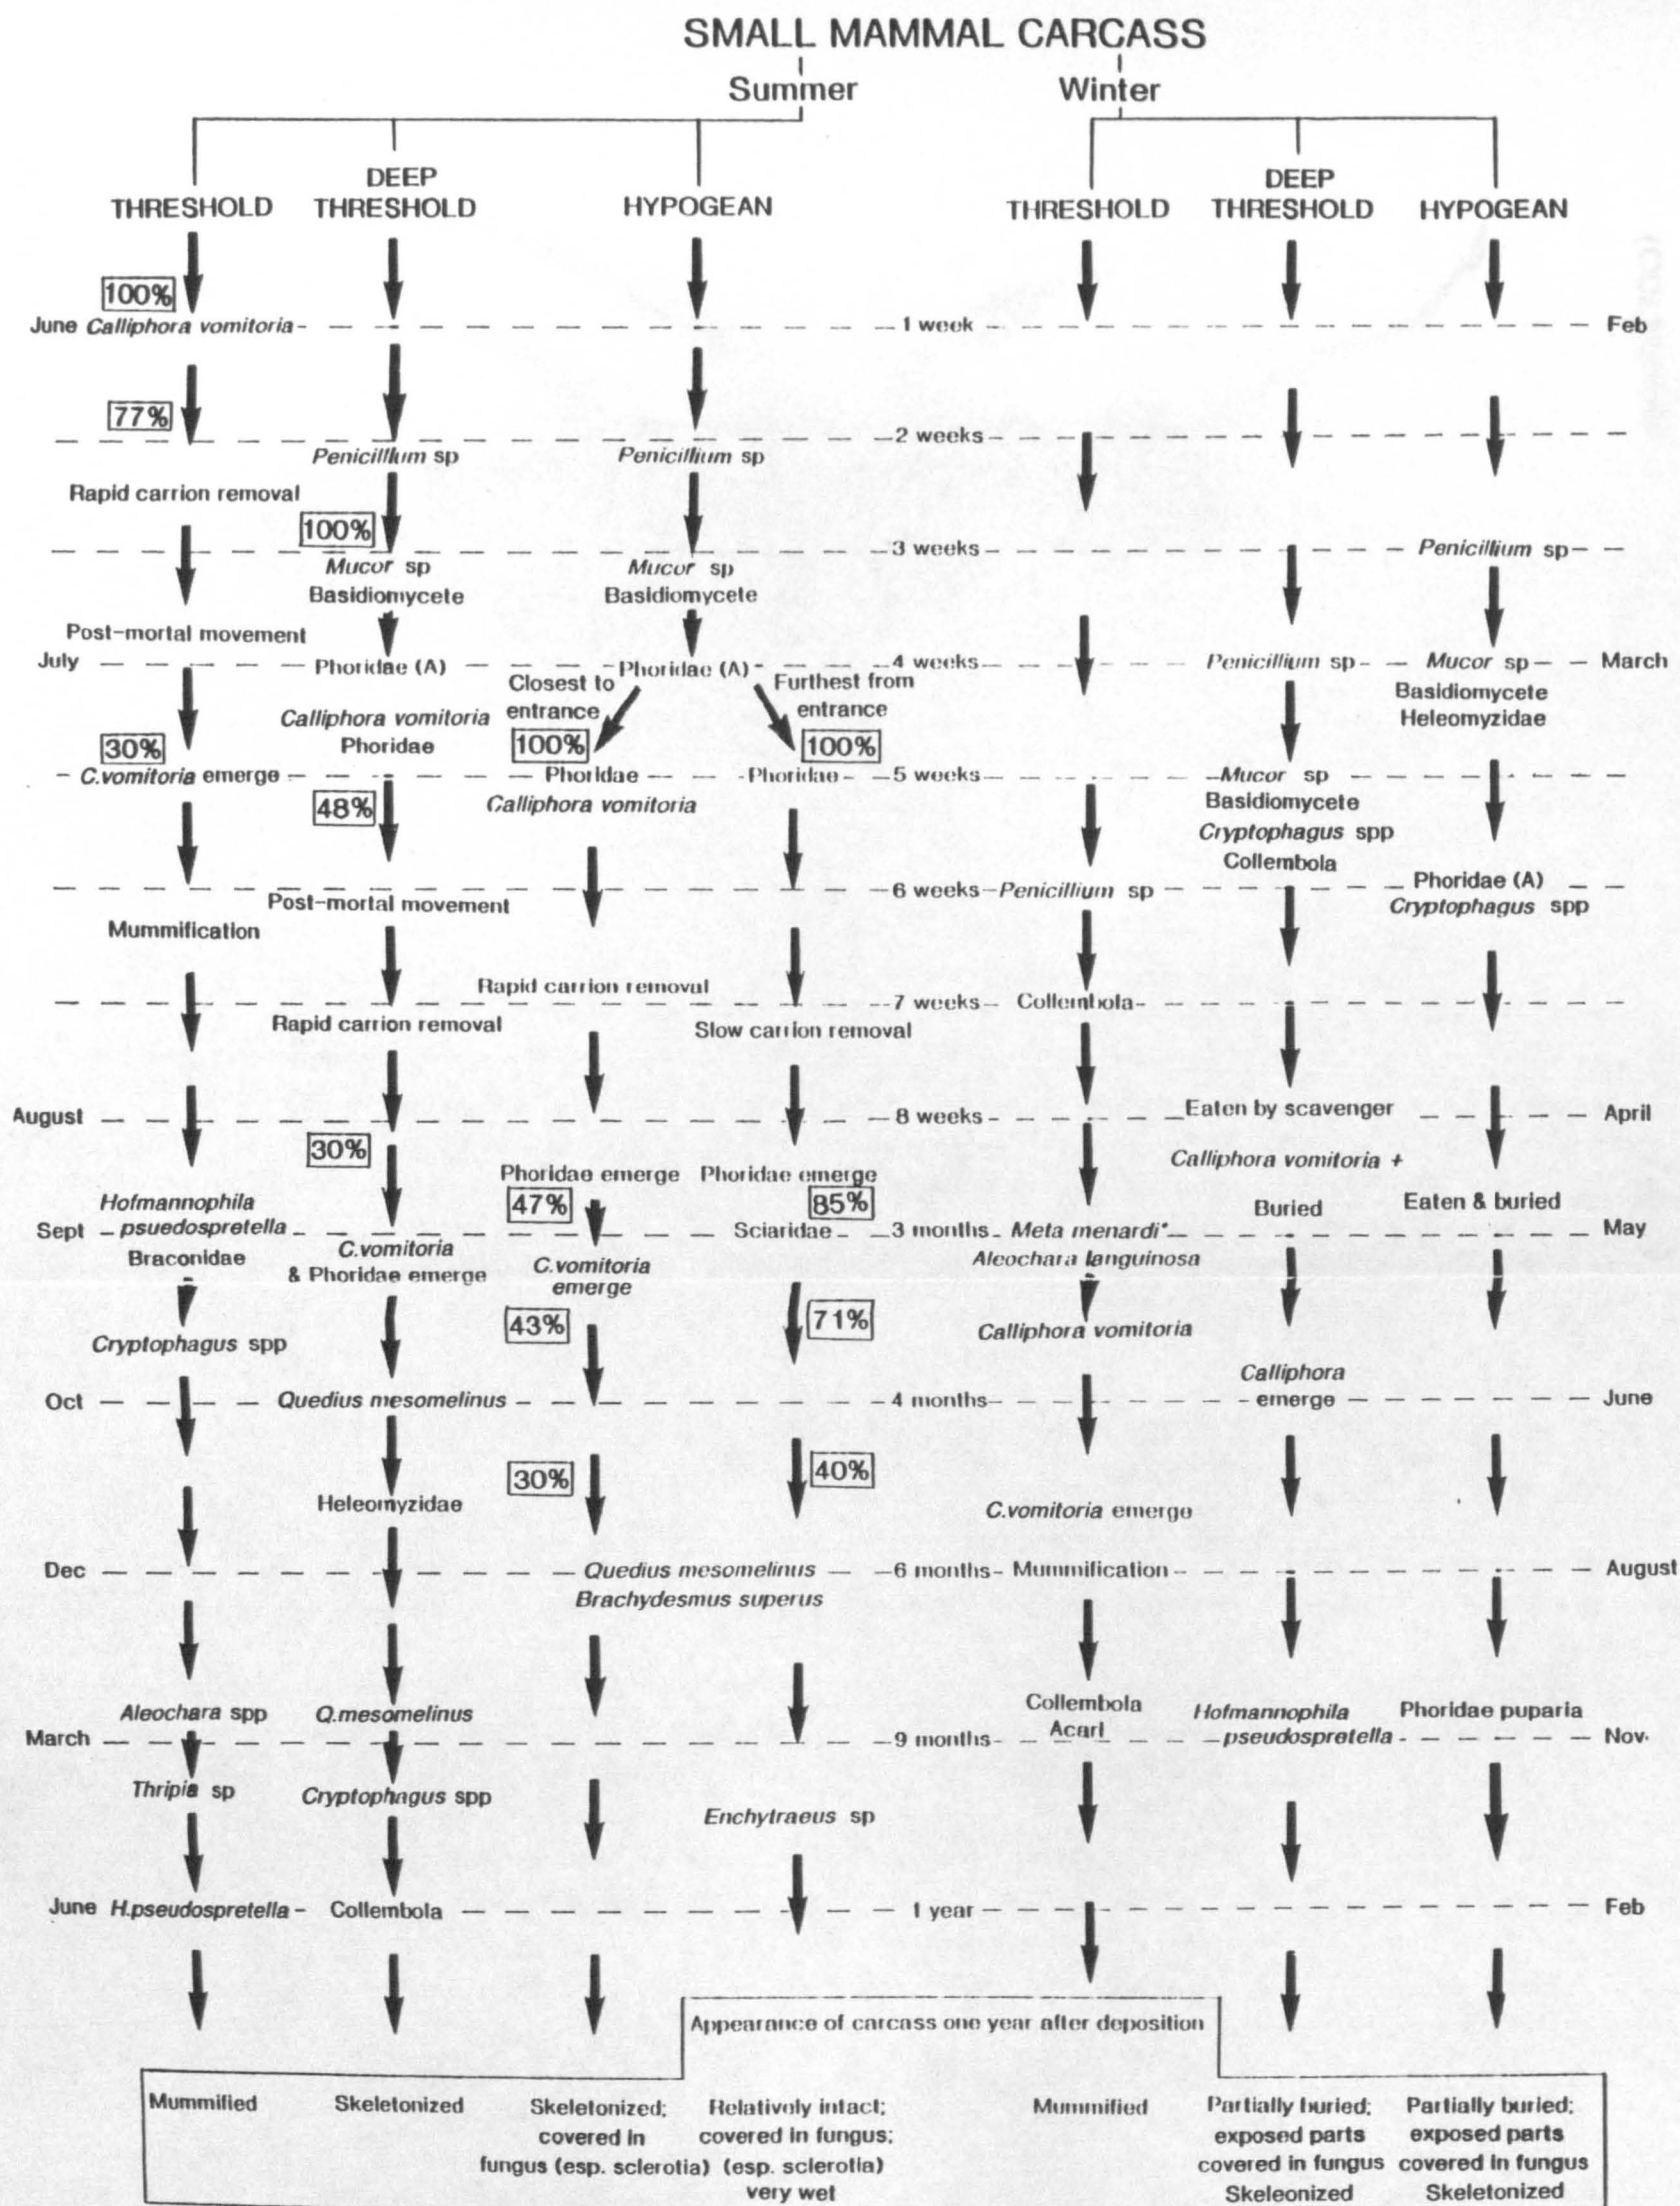 SMALL MAMMAL CARCASS
Summer Winter
DEEP DEEP
THRESHOLD THRESHOLD HYPOGEAN THRESHOLD THRESHOLD HYPOGEAN
100%
June Calliphora vomitoria 1 week Feb
77%
2 weeks
Penicillium sp Penicillium sp
Rapid carrion removal
100%
3 weeks Penicillium sp
Mucor sp Mucor sp
Basidiomycete Basidiomycete
Post-mortal movement
July Phoridae (A) Phoridae (A) 4 weeks Penicillium sp Mucor sp March
Closest to Furthest from Basidiomycete
Calliphora vomitoria entrance entrance Heleomyzidae
30% Phoridae 100% 100%
C.vomitoria emerge Phoridae Phoridae 5 weeks Mucor sp
48% Calliphora vomitoria Basidiomycete
Cryptophagus spp
Collembola
6 weeks Penicillium sp Phoridae (A)
Post-mortal movement Cryptophagus spp
Mummification
Rapid carrion removal
7 weeks Collembola
Rapid carrion removal Slow carrion removal
August 8 weeks Eaten by scavenger April
30%
Calliphora vomitoria +
Phoridae emerge Phoridae emerge
Hofmannophila 47% 85% Buried Eaten & buried
Sept psuedospretella Sciaridae 3 months Meta menardi* May
Braconidae C.vomitoria Aleochara languinosa
& Phoridae emerge C.vomitoria
emerge
43% 71%
Cryptophagus spp Calliphora vomitoria
Calliphora
Oct Quedius mesomelinus 4 months emerge June
30% 40%
Heleomyzidae C.vomitoria emerge
Dec Quedius mesomelinus 6 months Mummification August
Brachydesmus superus
Aleochara spp Q.mesomelinus Collembola Hofmannophila Phoridae puparia
March 9 months Acari pseudospretella Nov.
Thripia sp Cryptophagus spp
Enchytraeus sp
June H.pseudospretella Collembola 1 year Feb
Appearance of carcass one year after deposition
Mummified Skeletonized Skeletonized; Relatively intact; Mummified Partially buried; Partially buried;
covered in covered in fungus; exposed parts exposed parts
fungus (esp. sclerotia) (esp. sclerotia) covered in fungus covered in fungus
very wet Skeleonized Skeletonized